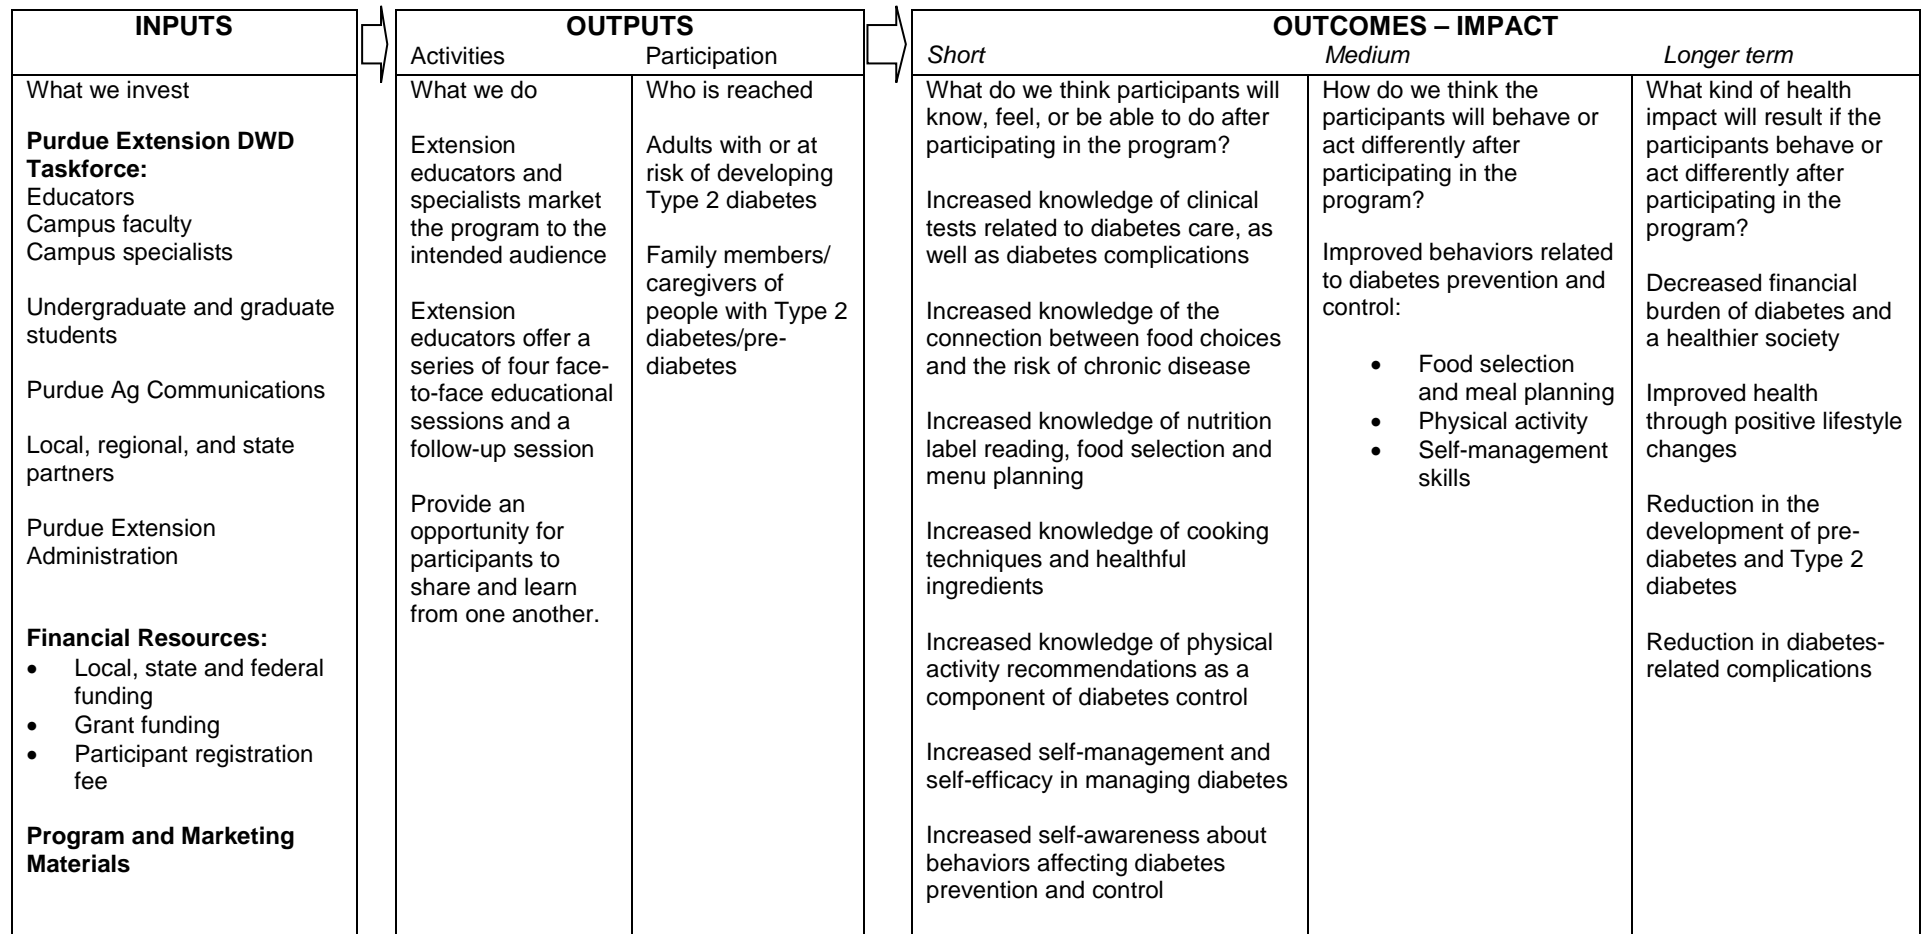 INPUTS
What we invest
Purdue Extension DWD
Taskforce:
Educators
Campus faculty
Campus specialists
Undergraduate and graduate
students
Purdue Ag Communications
Local, regional, and state
partners
Purdue Extension
Administration
Financial Resources:
• Local, state and federal
funding
• Grant funding
• Participant registration
fee
Program and Marketing
Materials
OUTPUTS
Activities
What we do
Extension
educators and
specialists market
the program to the
intended audience
Extension
educators offer a
series of four face-
to-face educational
sessions and a
follow-up session
Provide an
opportunity for
participants to
share and learn
from one another.
Participation
Who is reached
Adults with or at
risk of developing
Type 2 diabetes
Family members/
caregivers of
people with Type 2
diabetes/pre-
diabetes
OUTCOMES – IMPACT
Short
What do we think participants will
know, feel, or be able to do after
participating in the program?
Increased knowledge of clinical
tests related to diabetes care, as
well as diabetes complications
Increased knowledge of the
connection between food choices
and the risk of chronic disease
Increased knowledge of nutrition
label reading, food selection and
menu planning
Increased knowledge of cooking
techniques and healthful
ingredients
Increased knowledge of physical
activity recommendations as a
component of diabetes control
Increased self-management and
self-efficacy in managing diabetes
Increased self-awareness about
behaviors affecting diabetes
prevention and control
Medium
How do we think the
participants will behave or
act differently after
participating in the
program?
Improved behaviors related
to diabetes prevention and
control:
• Food selection
and meal planning
• Physical activity
• Self-management
skills
Longer term
What kind of health
impact will result if the
participants behave or
act differently after
participating in the
program?
Decreased financial
burden of diabetes and
a healthier society
Improved health
through positive lifestyle
changes
Reduction in the
development of pre-
diabetes and Type 2
diabetes
Reduction in diabetes-
related complications